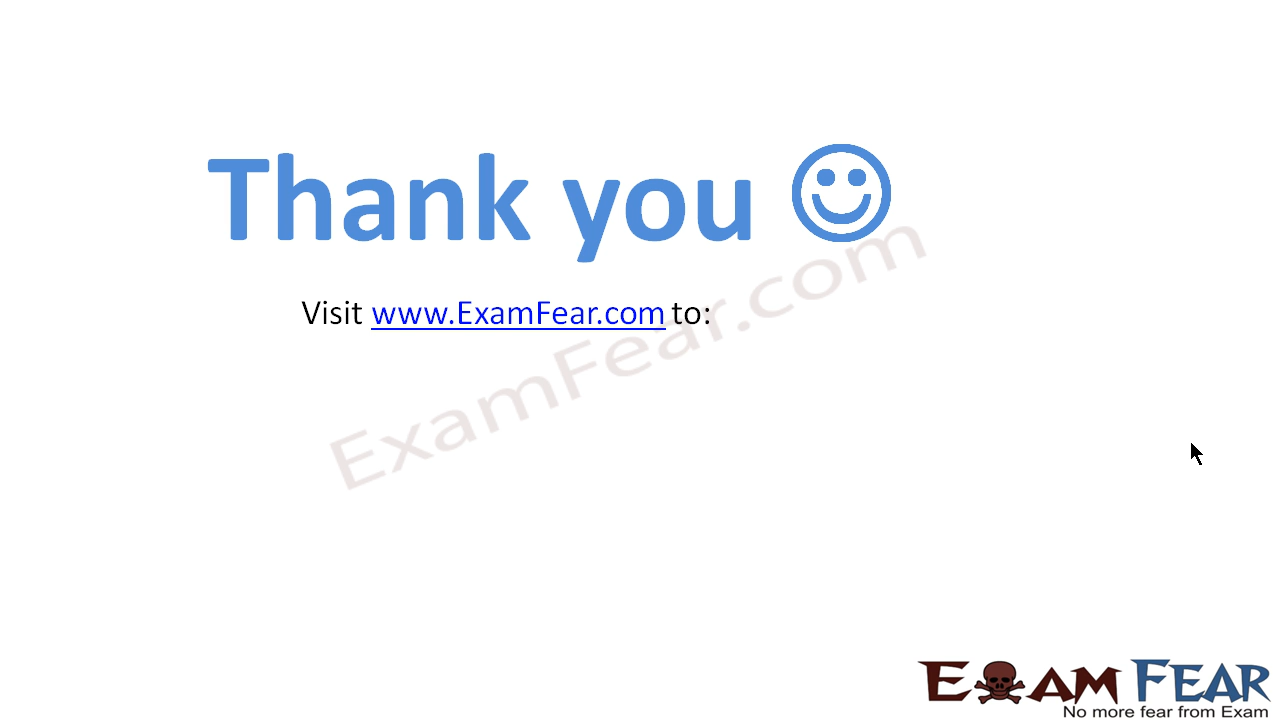 Thank you ☺
Visit www.ExamFear.com to:
ExamFear.com
EXAM FEAR
No more fear from Exam